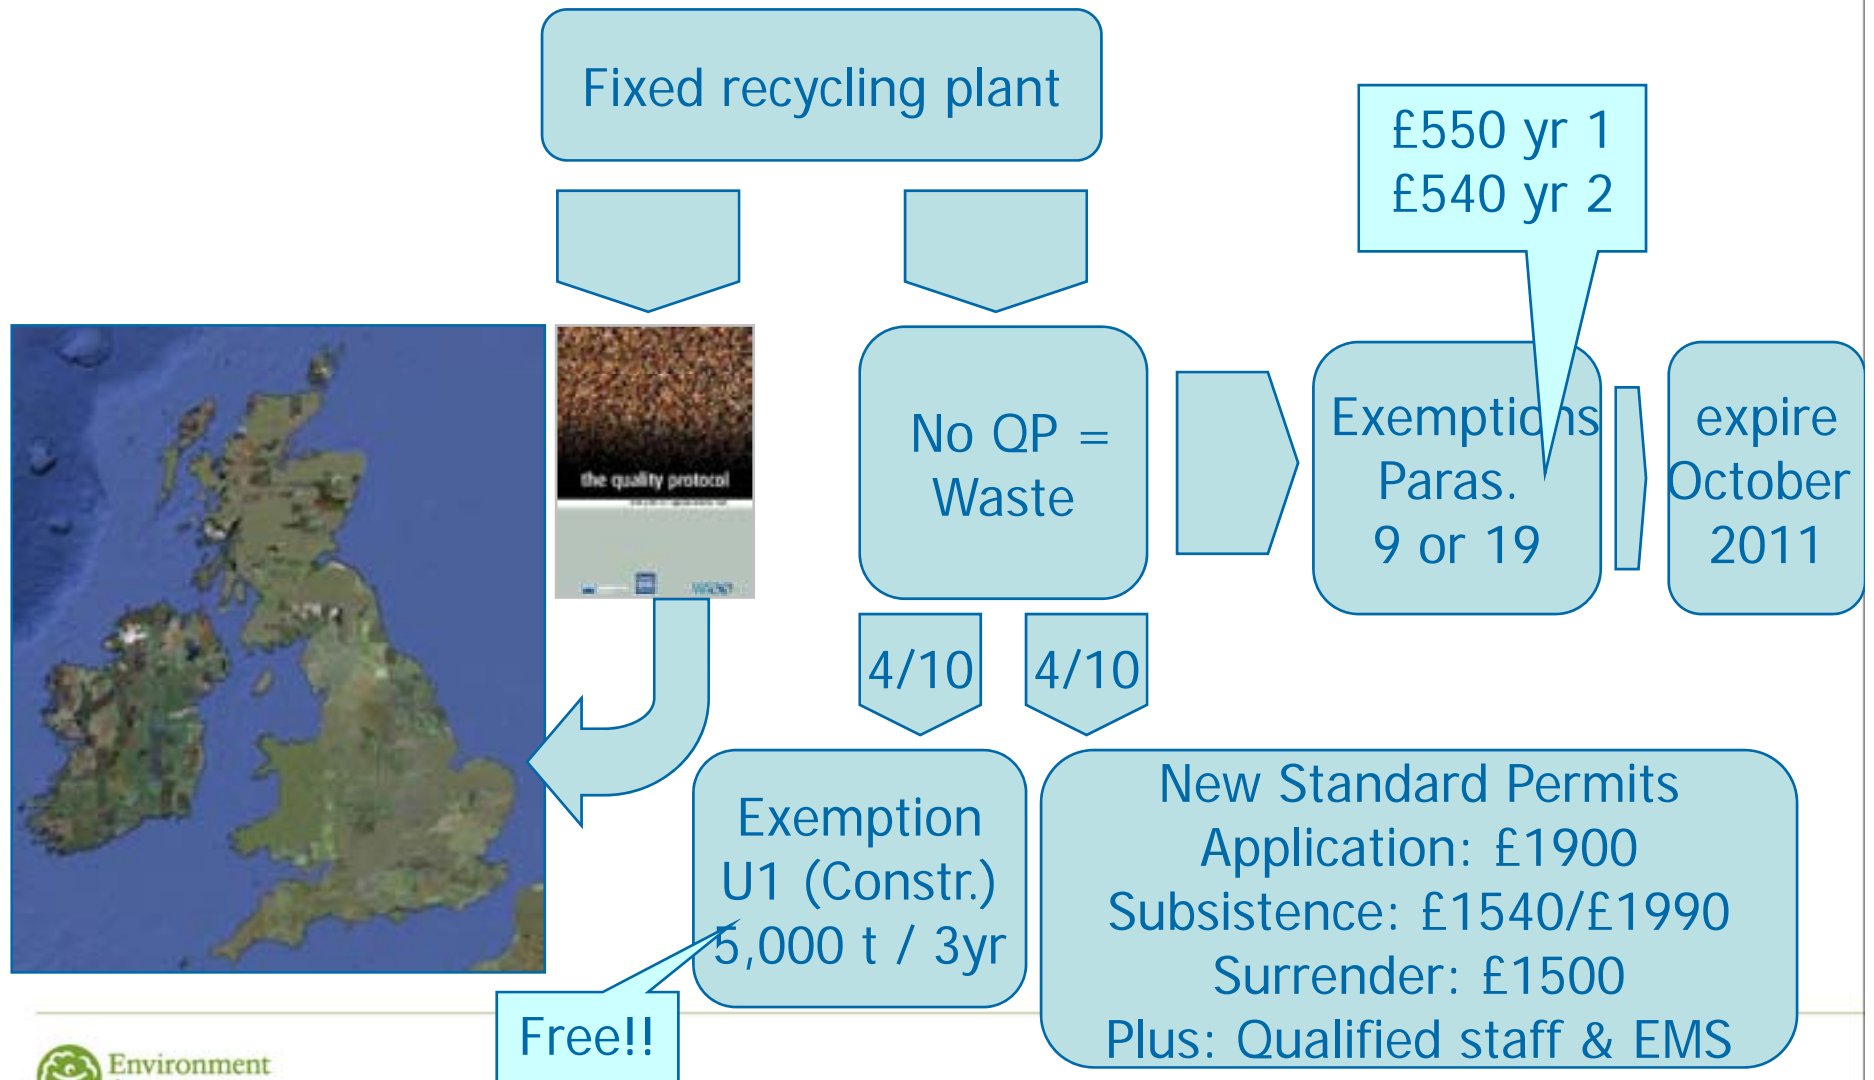 Fixed recycling plant
£550 yr 1
£540 yr 2
the quality protocol
No QP =
Waste
Exemptions
Paras.
9 or 19
expire
October
2011
4/10
4/10
Exemption
U1 (Constr.)
5,000 t / 3yr
Free!!
New Standard Permits
Application: £1900
Subsistence: £1540/£1990
Surrender: £1500
Plus: Qualified staff & EMS
Environment